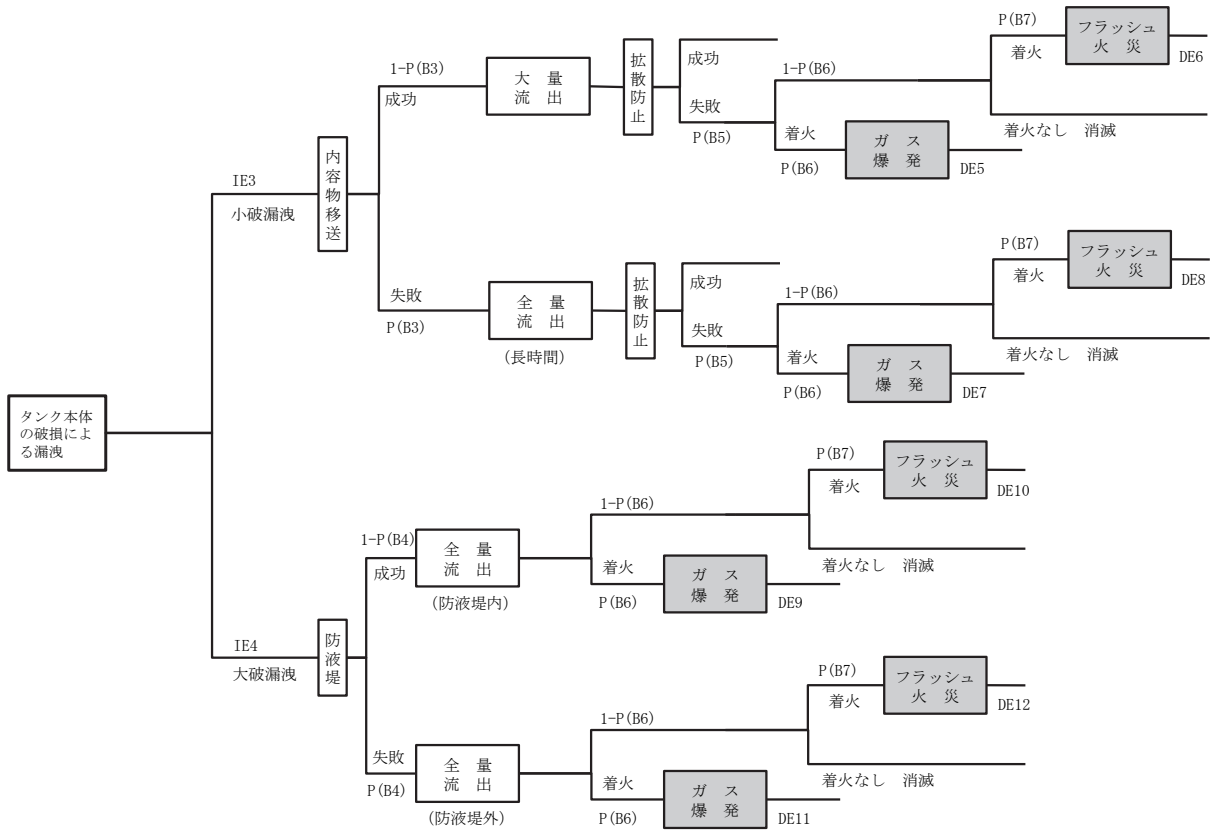 タンク本体
の破損によ
る漏洩
IE3
小破漏洩
内容物移送
1-P(B3)
成功
大　量
流　出
拡散防止
成功
失敗
P(B5)
1-P(B6)
着火
P(B6)
ガ　ス
爆　発
DE5
P(B7)
着火
フラッシュ
火　災
DE6
着火なし　消滅
失敗
P(B3)
全　量
流　出
(長時間)
拡散防止
成功
失敗
P(B5)
1-P(B6)
着火
P(B6)
ガ　ス
爆　発
DE7
P(B7)
着火
フラッシュ
火　災
DE8
着火なし　消滅
IE4
大破漏洩
防液堤
1-P(B4)
成功
全　量
流　出
(防液堤内)
1-P(B6)
着火
P(B6)
ガ　ス
爆　発
DE9
P(B7)
着火
フラッシュ
火　災
DE10
着火なし　消滅
失敗
P(B4)
全　量
流　出
(防液堤外)
1-P(B6)
着火
P(B6)
ガ　ス
爆　発
DE11
P(B7)
着火
フラッシュ
火　災
DE12
着火なし　消滅